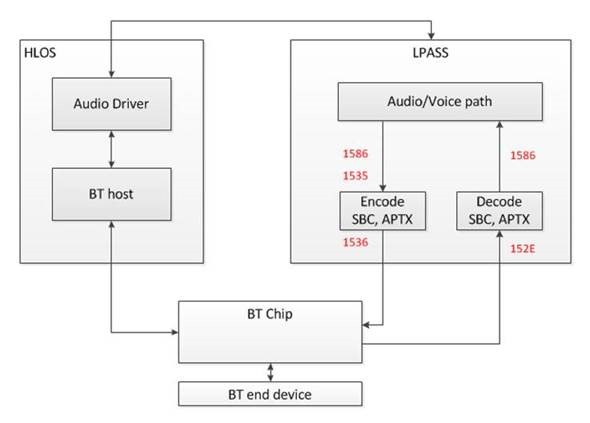 HLOS
Audio Driver
BT host
LPASS
Audio/Voice path
1586
1535
1586
Encode
SBC, APTX
Decode
SBC, APTX
1536
152E
BT Chip
BT end device